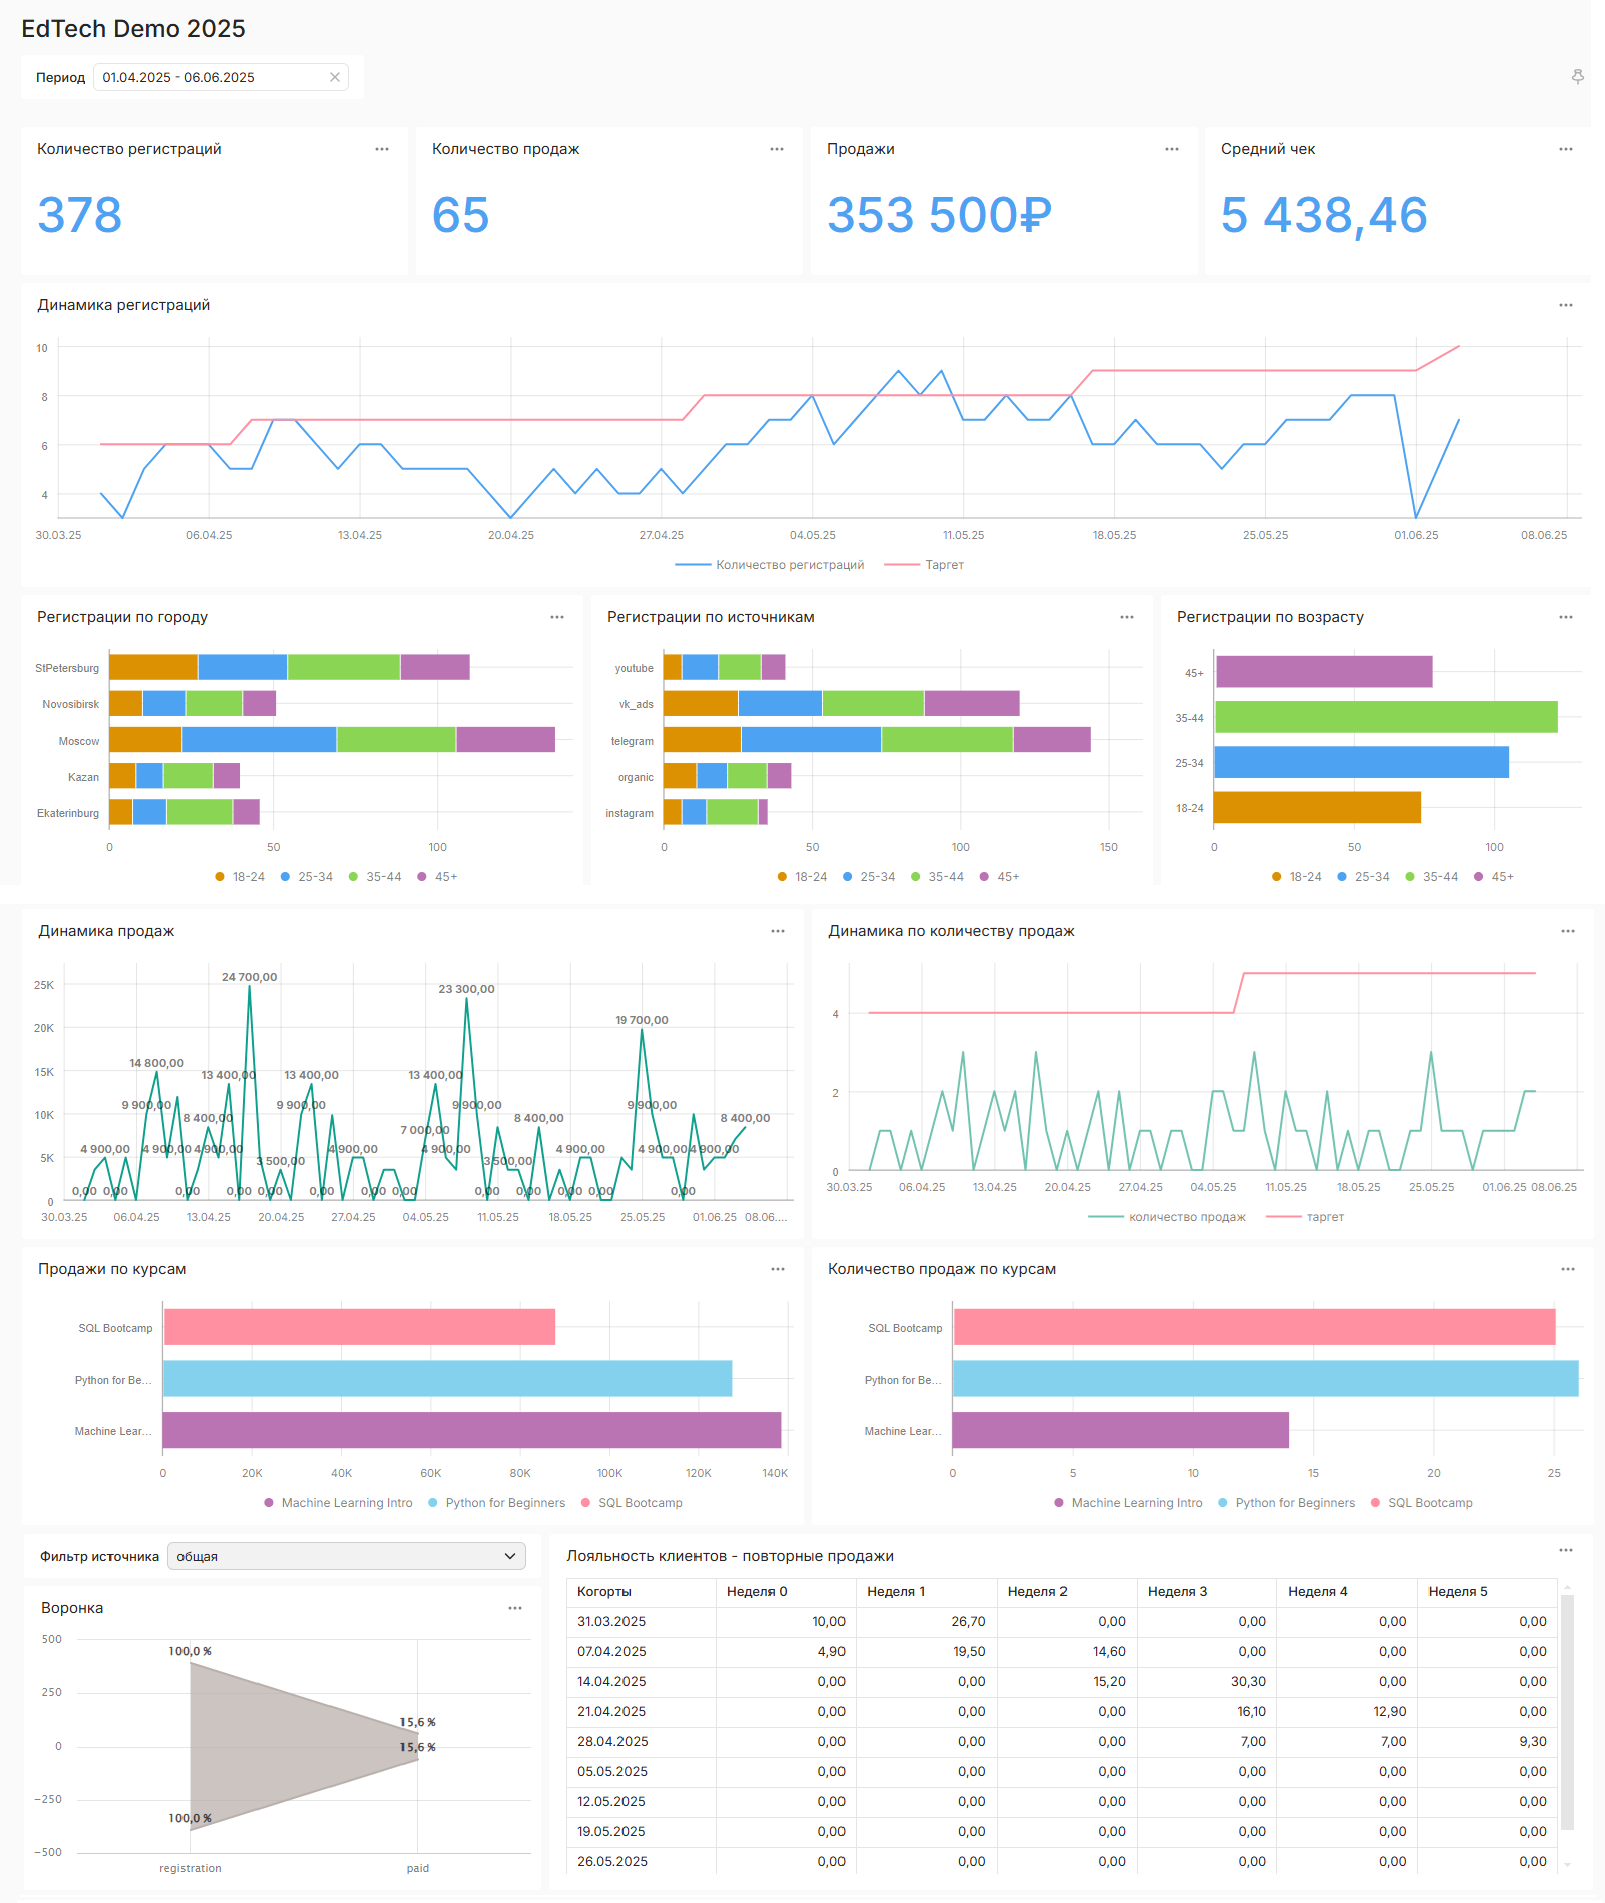 EdTech Demo 2025
Период 01.04.2025 - 06.06.2025
Количество регистраций
378
Количество продаж
65
Продажи
353 500₽
Средний чек
5 438,46
Динамика регистраций
10
8
6
4
30.03.25 06.04.25 13.04.25 20.04.25 27.04.25 04.05.25 11.05.25 18.05.25 25.05.25 01.06.25 08.06.25
Количество регистраций Таргет
Регистрации по городу
StPetersburg
Novosibirsk
Moscow
Kazan
Ekaterinburg
0 50 100
18-24 25-34 35-44 45+
Регистрации по источникам
youtube
vk_ads
telegram
organic
instagram
0 50 100 150
18-24 25-34 35-44 45+
Регистрации по возрасту
45+
35-44
25-34
18-24
0 50 100
18-24 25-34 35-44 45+
Динамика продаж
24 700,00
25K
23 300,00
19 700,00
20K
14 800,00
15K
13 400,00 13 400,00 13 400,00
9 900,00 9 900,00 9 900,00 9 900,00
10K
8 400,00 8 400,00 8 400,00
7 000,00
4 900,00 4 900,00 4 900,00 4 900,00 4 900,00 4 900,00 4 900,00 4 900,00
5K
3 500,00 3 500,00
0,00 0,00 0,00 0,00 0,00 0,00 0,00 0,00 0,00 0,00 0,00 0,00 0,00
0
30.03.25 06.04.25 13.04.25 20.04.25 27.04.25 04.05.25 11.05.25 18.05.25 25.05.25 01.06.25 08.06....
Динамика по количеству продаж
4
2
0
30.03.25 06.04.25 13.04.25 20.04.25 27.04.25 04.05.25 11.05.25 18.05.25 25.05.25 01.06.25 08.06.25
количество продаж таргет
Продажи по курсам
SQL Bootcamp
Python for Be...
Machine Lear...
0 20K 40K 60K 80K 100K 120K 140K
Machine Learning Intro Python for Beginners SQL Bootcamp
Количество продаж по курсам
SQL Bootcamp
Python for Be...
Machine Lear...
0 5 10 15 20 25
Machine Learning Intro Python for Beginners SQL Bootcamp
Фильтр источника общая
Воронка
500
100,0 %
250
15,6 %
0
15,6 %
−250
100,0 %
−500
registration paid
Лояльность клиентов - повторные продажи
Когорты Неделя 0 Неделя 1 Неделя 2 Неделя 3 Неделя 4 Неделя 5
31.03.2025 10,00 26,70 0,00 0,00 0,00 0,00
07.04.2025 4,90 19,50 14,60 0,00 0,00 0,00
14.04.2025 0,00 0,00 15,20 30,30 0,00 0,00
21.04.2025 0,00 0,00 0,00 16,10 12,90 0,00
28.04.2025 0,00 0,00 0,00 7,00 7,00 9,30
05.05.2025 0,00 0,00 0,00 0,00 0,00 0,00
12.05.2025 0,00 0,00 0,00 0,00 0,00 0,00
19.05.2025 0,00 0,00 0,00 0,00 0,00 0,00
26.05.2025 0,00 0,00 0,00 0,00 0,00 0,00